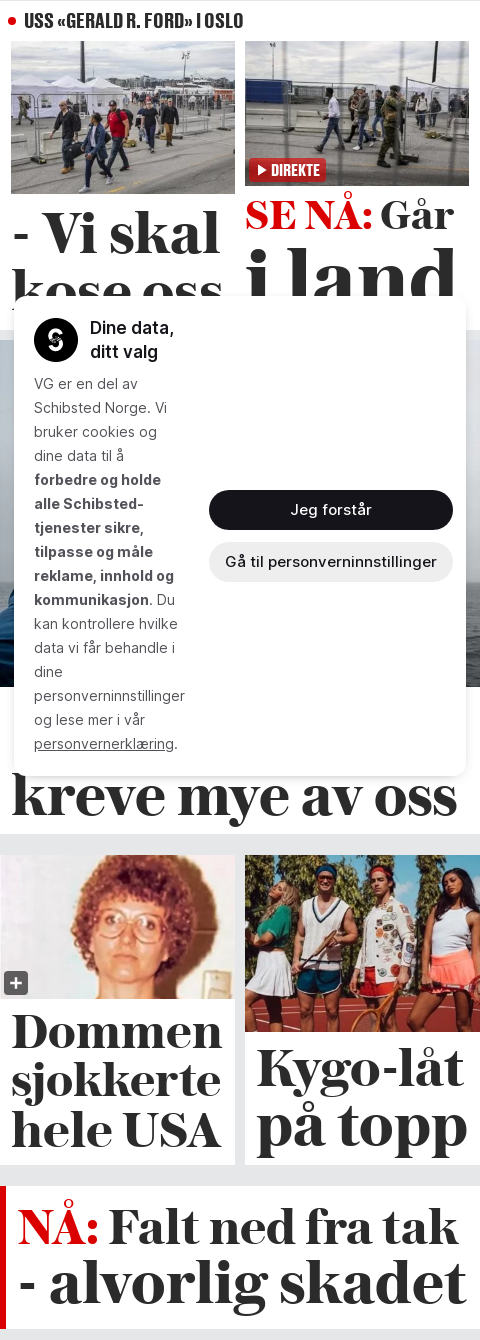 USS «GERALD R. FORD» I OSLO
- Vi skal
kose oss
DIREKTE
SE NÅ: Går
i land
Dine data,
ditt valg
VG er en del av
Schibsted Norge. Vi
bruker cookies og
dine data til å
forbedre og holde
alle Schibsted-
tjenester sikre,
tilpasse og måle
reklame, innhold og
kommunikasjon. Du
kan kontrollere hvilke
data vi får behandle i
dine
personverninnstillinger
og lese mer i vår
personvernerklæring.
Jeg forstår
Gå til personverninnstillinger
kreve mye av oss
Dommen
sjokkerte
hele USA
Kygo-låt
på topp
NÅ: Falt ned fra tak
- alvorlig skadet